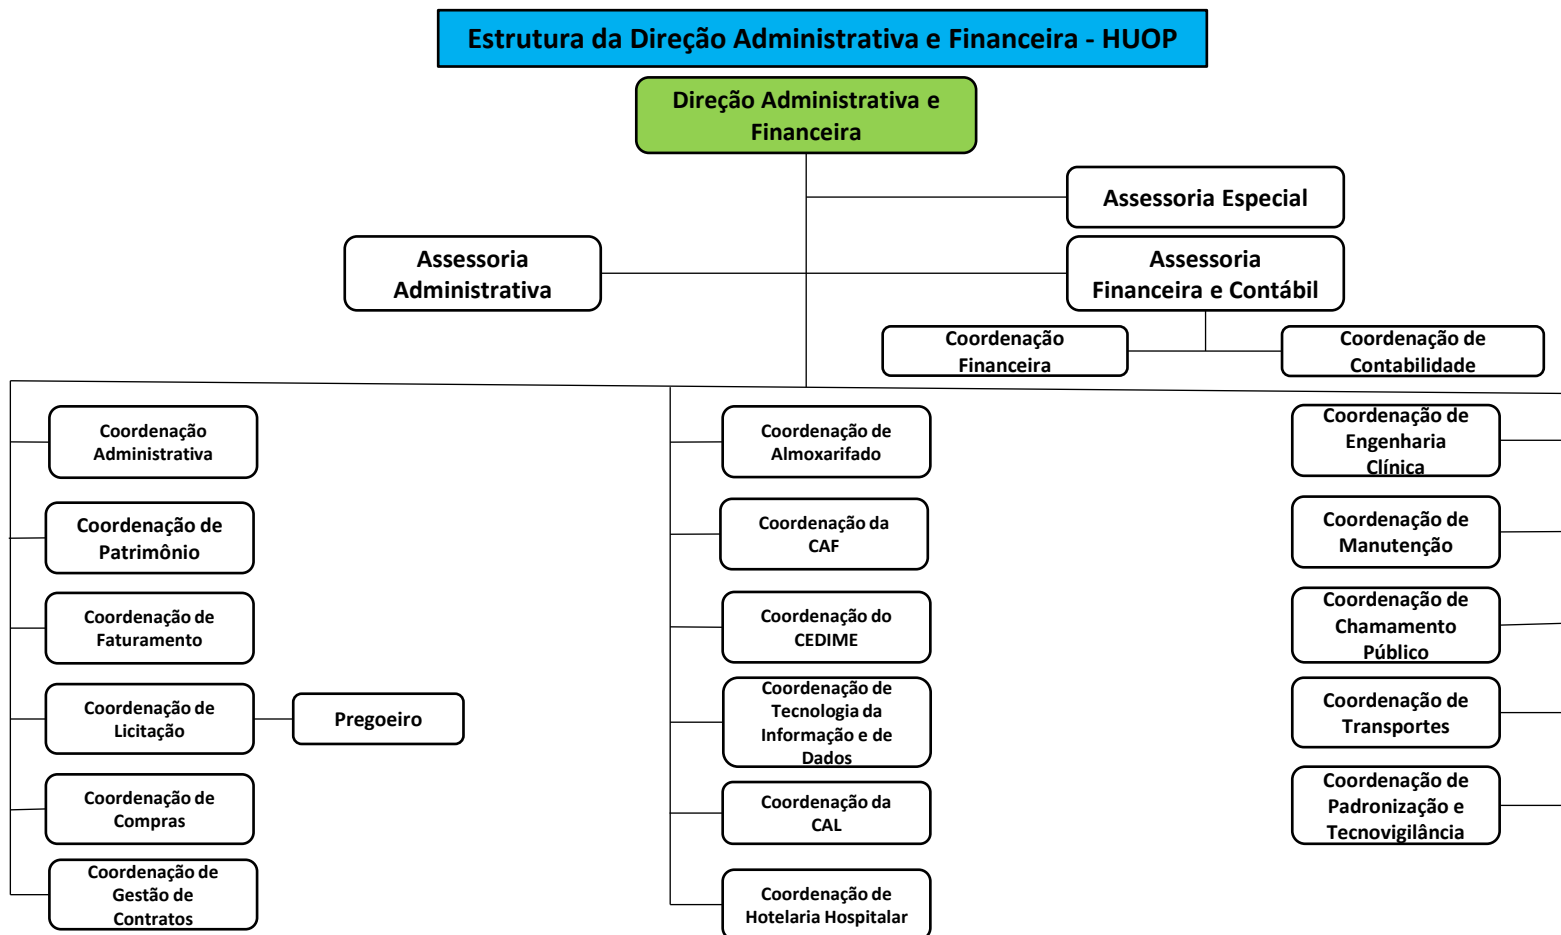 Estrutura da Direção Administrativa e Financeira - HUOP
Direção Administrativa e
Financeira
Assessoria Especial
Assessoria
Administrativa
Assessoria
Financeira e Contábil
Coordenação
Financeira
Coordenação de
Contabilidade
Coordenação
Administrativa
Coordenação de
Patrimônio
Coordenação de
Faturamento
Coordenação de
Licitação
Pregoeiro
Coordenação de
Compras
Coordenação de
Gestão de
Contratos
Coordenação de
Almoxarifado
Coordenação da
CAF
Coordenação do
CEDIME
Coordenação de
Tecnologia da
Informação e de
Dados
Coordenação da
CAL
Coordenação de
Hotelaria Hospitalar
Coordenação de
Engenharia
Clínica
Coordenação de
Manutenção
Coordenação de
Chamamento
Público
Coordenação de
Transportes
Coordenação de
Padronização e
Tecnovigilância